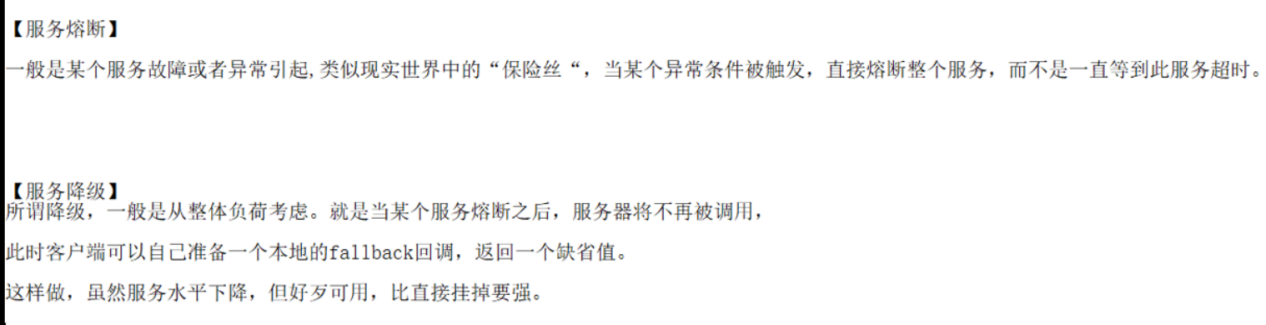 【服务熔断】
一般是某个服务故障或者异常引起,类似现实世界中的“保险丝“，当某个异常条件被触发，直接熔断整个服务，而不是一直等到此服务超时。
【服务降级】
所谓降级，一般是从整体负荷考虑。就是当某个服务熔断之后，服务器将不再被调用，
此时客户端可以自己准备一个本地的fallback回调，返回一个缺省值。
这样做，虽然服务水平下降，但好歹可用，比直接挂掉要强。